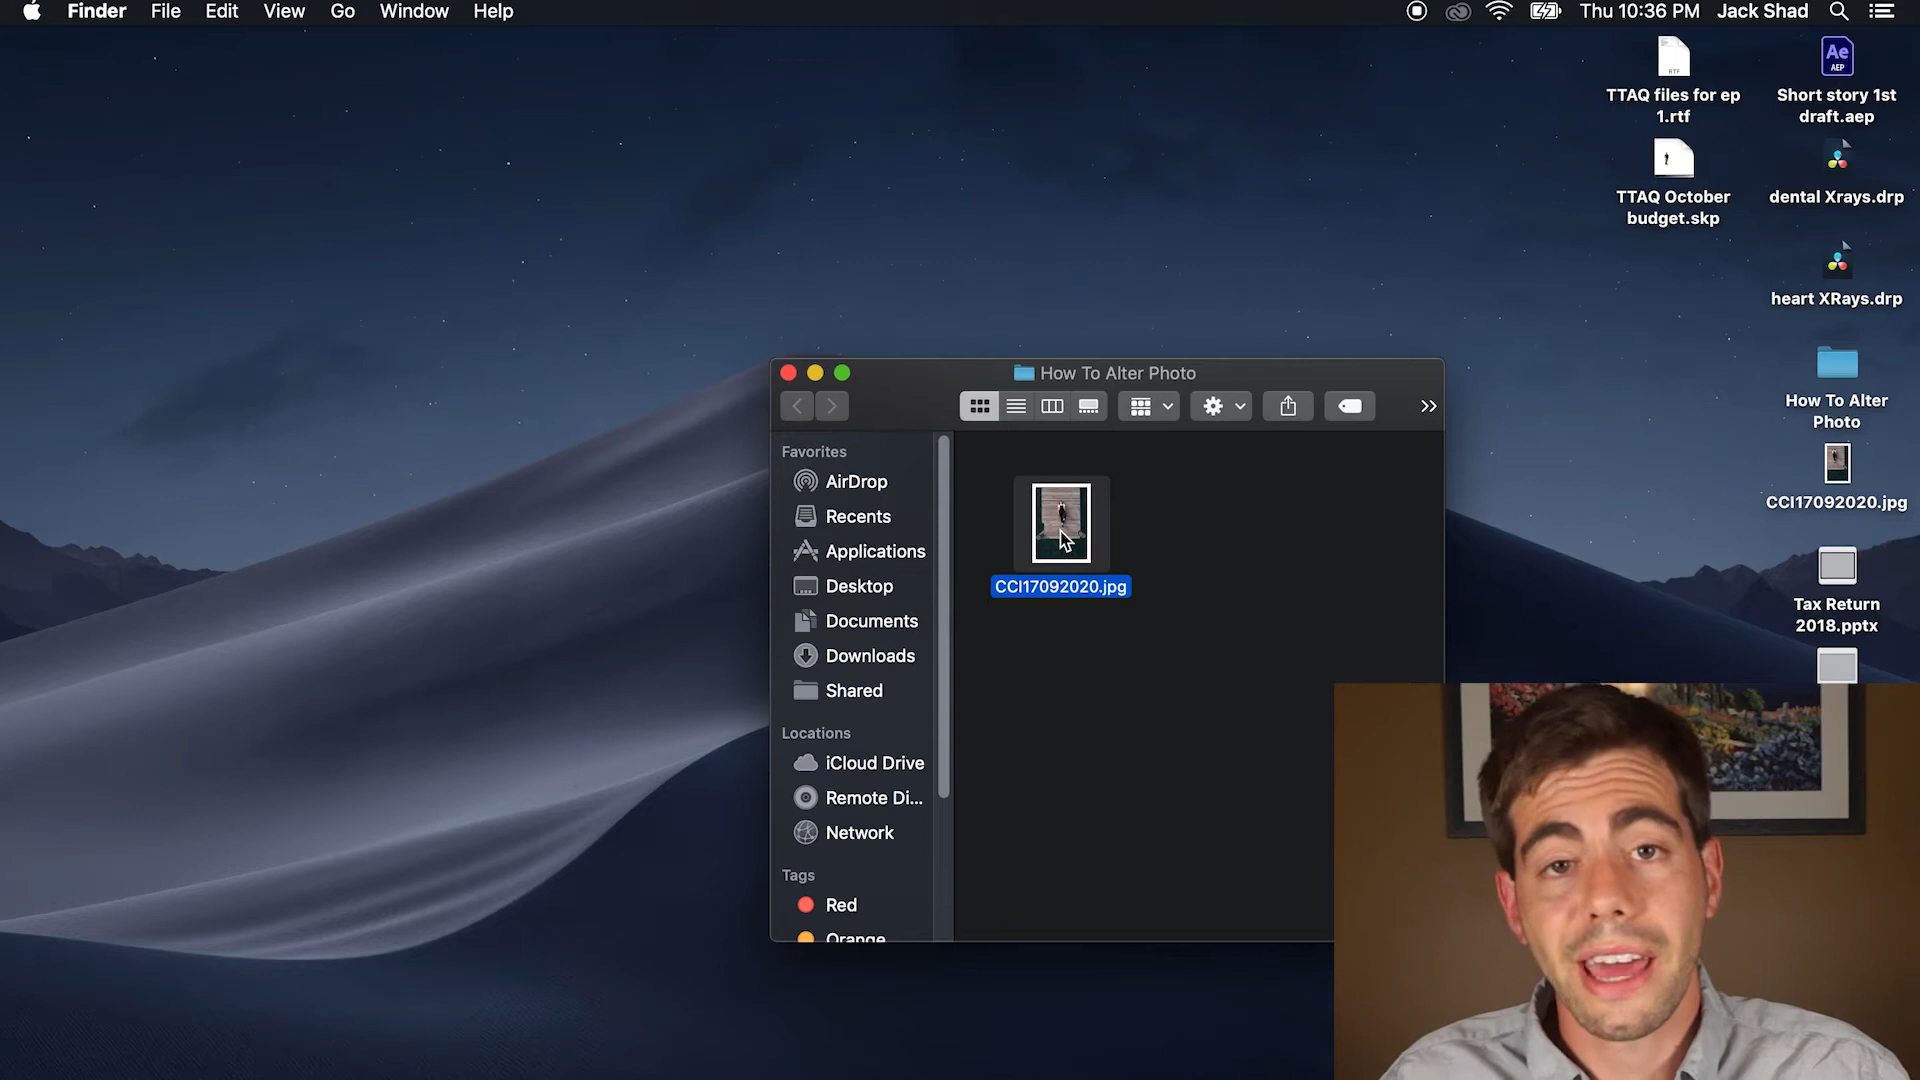 Finder File Edit View Go Window Help
Thu 10:36 PM Jack Shad
TTAQ files for ep
1.rtf
RTF
Ae
AEP
Short story 1st
draft.aep
TTAQ October
budget.skp
dental Xrays.drp
heart XRays.drp
How To Alter
Photo
CCI17092020.jpg
Tax Return
2018.pptx
How To Alter Photo
Favorites
AirDrop
Recents
Applications
Desktop
Documents
Downloads
Shared
Locations
iCloud Drive
Remote Di...
Network
Tags
Red
Orange
CCI17092020.jpg